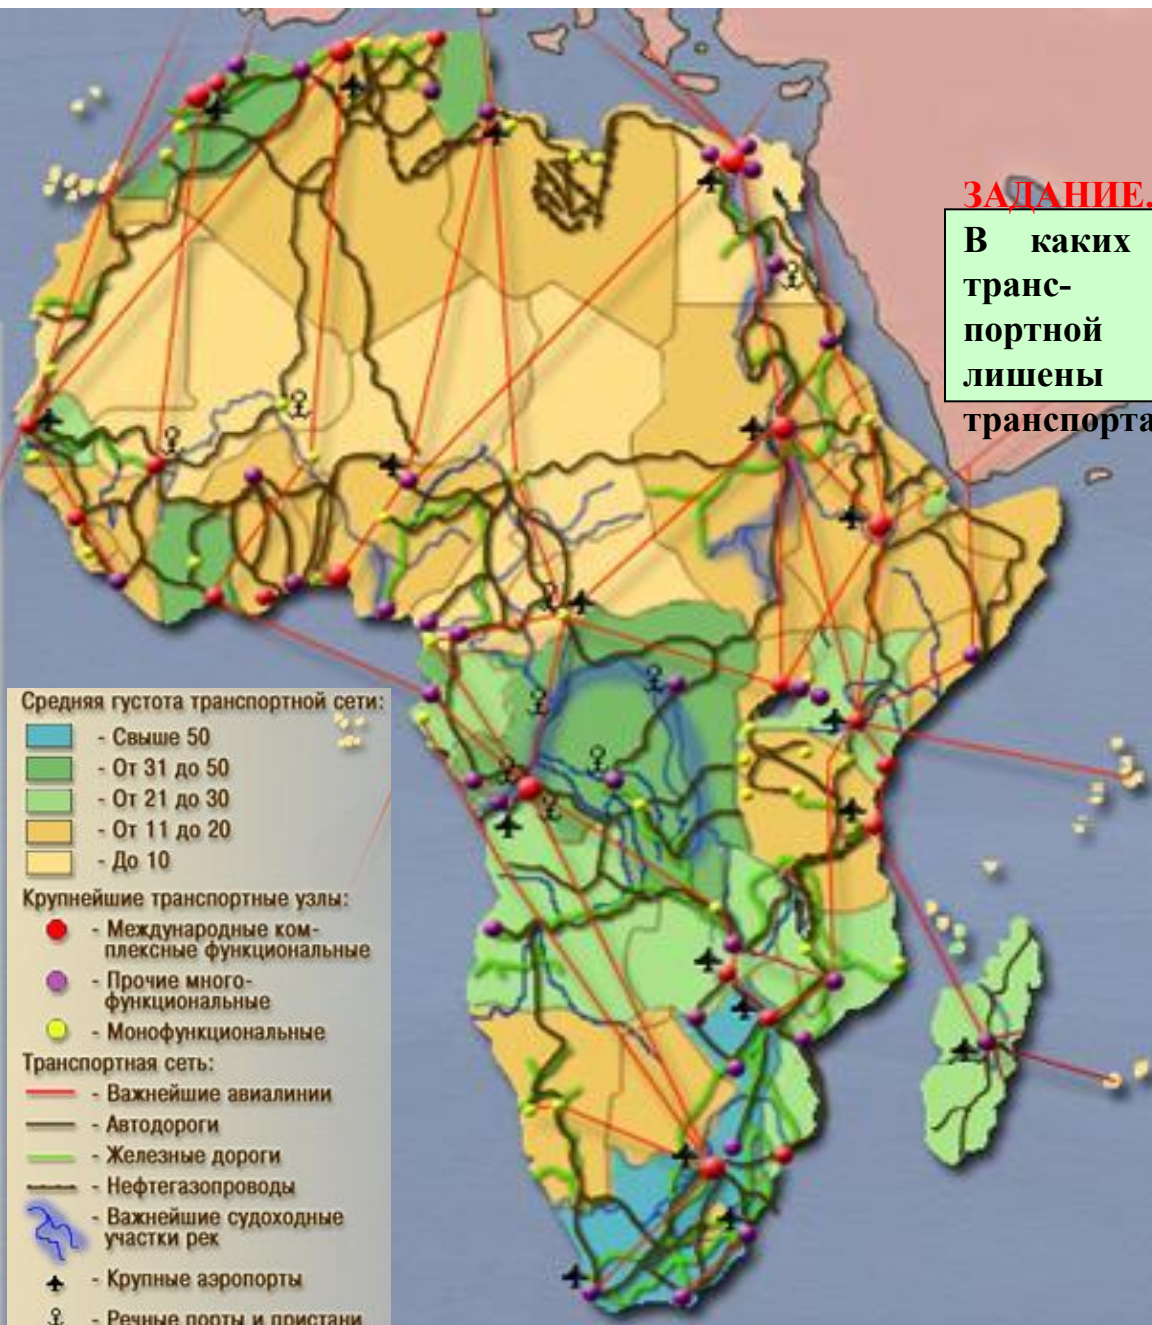 ЗАДАНИЕ.
В каких
транс-
портной
лишены
транспорта
Средняя густота транспортной сети:
- Свыше 50
- От 31 до 50
- От 21 до 30
- От 11 до 20
- До 10
Крупнейшие транспортные узлы:
- Международные ком-
плексные функциональные
- Прочие много-
функциональные
- Монофункциональные
Транспортная сеть:
- Важнейшие авиалинии
- Автодороги
- Железные дороги
- Нефтегазопроводы
- Важнейшие судоходные
участки рек
- Крупные аэропорты
- Речные порты и пристани